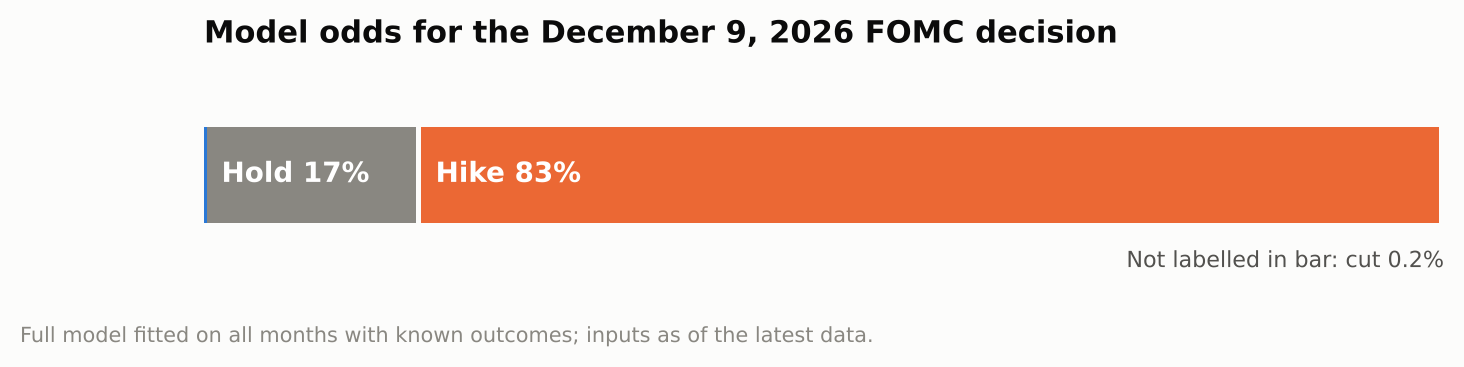 Model odds for the December 9, 2026 FOMC decision
Hold 17%
Hike 83%
Not labelled in bar: cut 0.2%
Full model fitted on all months with known outcomes; inputs as of the latest data.